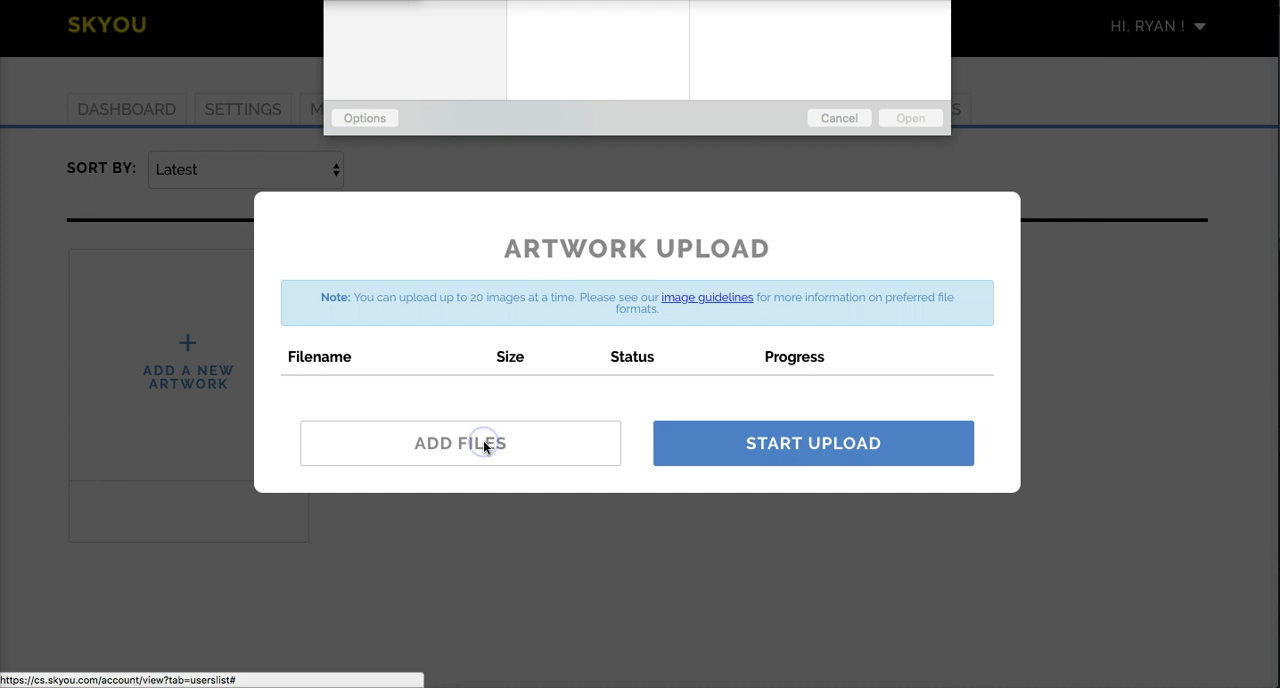 SKYOU
HI, RYAN !
Options
Cancel
Open
DASHBOARD
SETTINGS
M
S
SORT BY:
Latest
ARTWORK UPLOAD
Note: You can upload up to 20 images at a time. Please see our image guidelines for more information on preferred file
formats.
Filename
Size
Status
Progress
ADD A NEW
ARTWORK
ADD FILES
START UPLOAD
https://cs.skyou.com/account/view?tab=userslist#